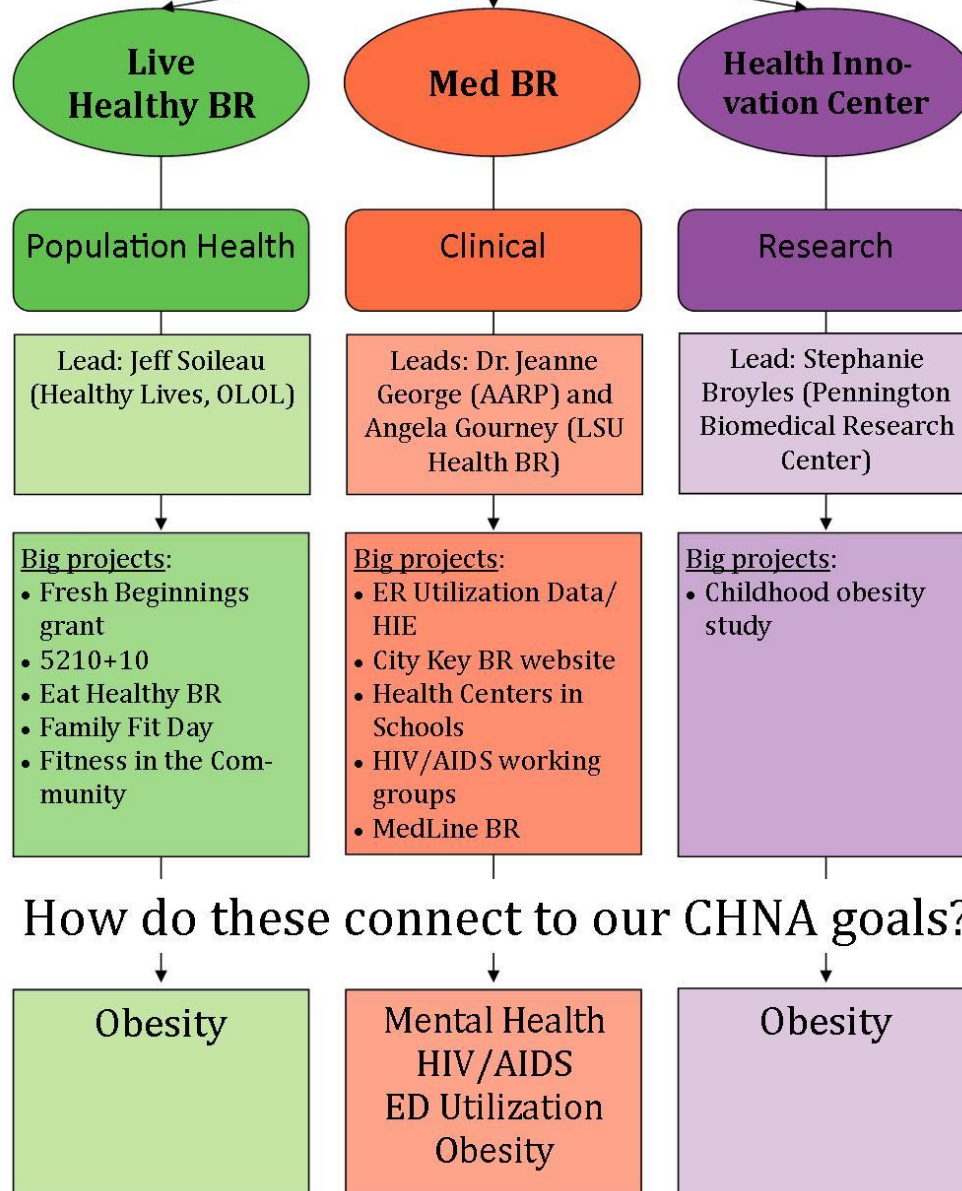 Live
Healthy BR
Med BR
Health Inno-
vation Center
Population Health
Clinical
Research
Lead: Jeff Soileau
(Healthy Lives, OLOL)
Leads: Dr. Jeanne
George (AARP) and
Angela Gourney (LSU
Health BR)
Lead: Stephanie
Broyles (Pennington
Biomedical Research
Center)
Big projects:
• Fresh Beginnings
grant
• 5210+10
• Eat Healthy BR
• Family Fit Day
• Fitness in the Com-
munity
Big projects:
• ER Utilization Data/
HIE
• City Key BR website
• Health Centers in
Schools
• HIV/AIDS working
groups
• MedLine BR
Big projects:
• Childhood obesity
study
How do these connect to our CHNA goals?
Obesity
Mental Health
HIV/AIDS
ED Utilization
Obesity
Obesity